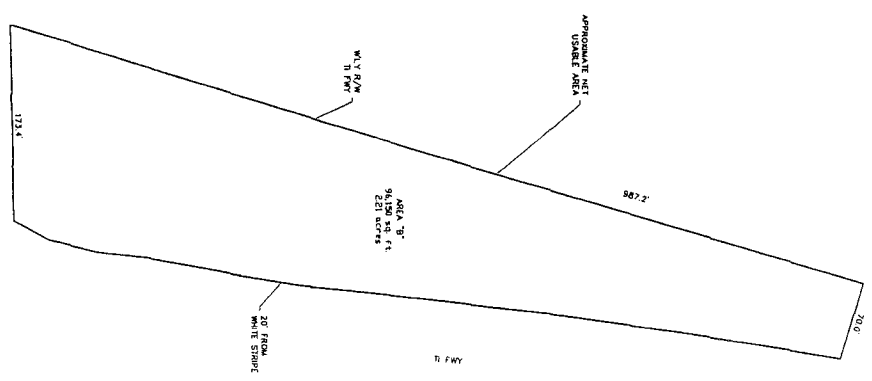 APPROXIMATE NET
USABLE AREA
W'LY R/W
TI FWY
173.4'
987.2'
AREA "B"
96,150 sq. ft.
2.21 acres
70.0'
20' FROM
WHITE STRIPE
TI FWY